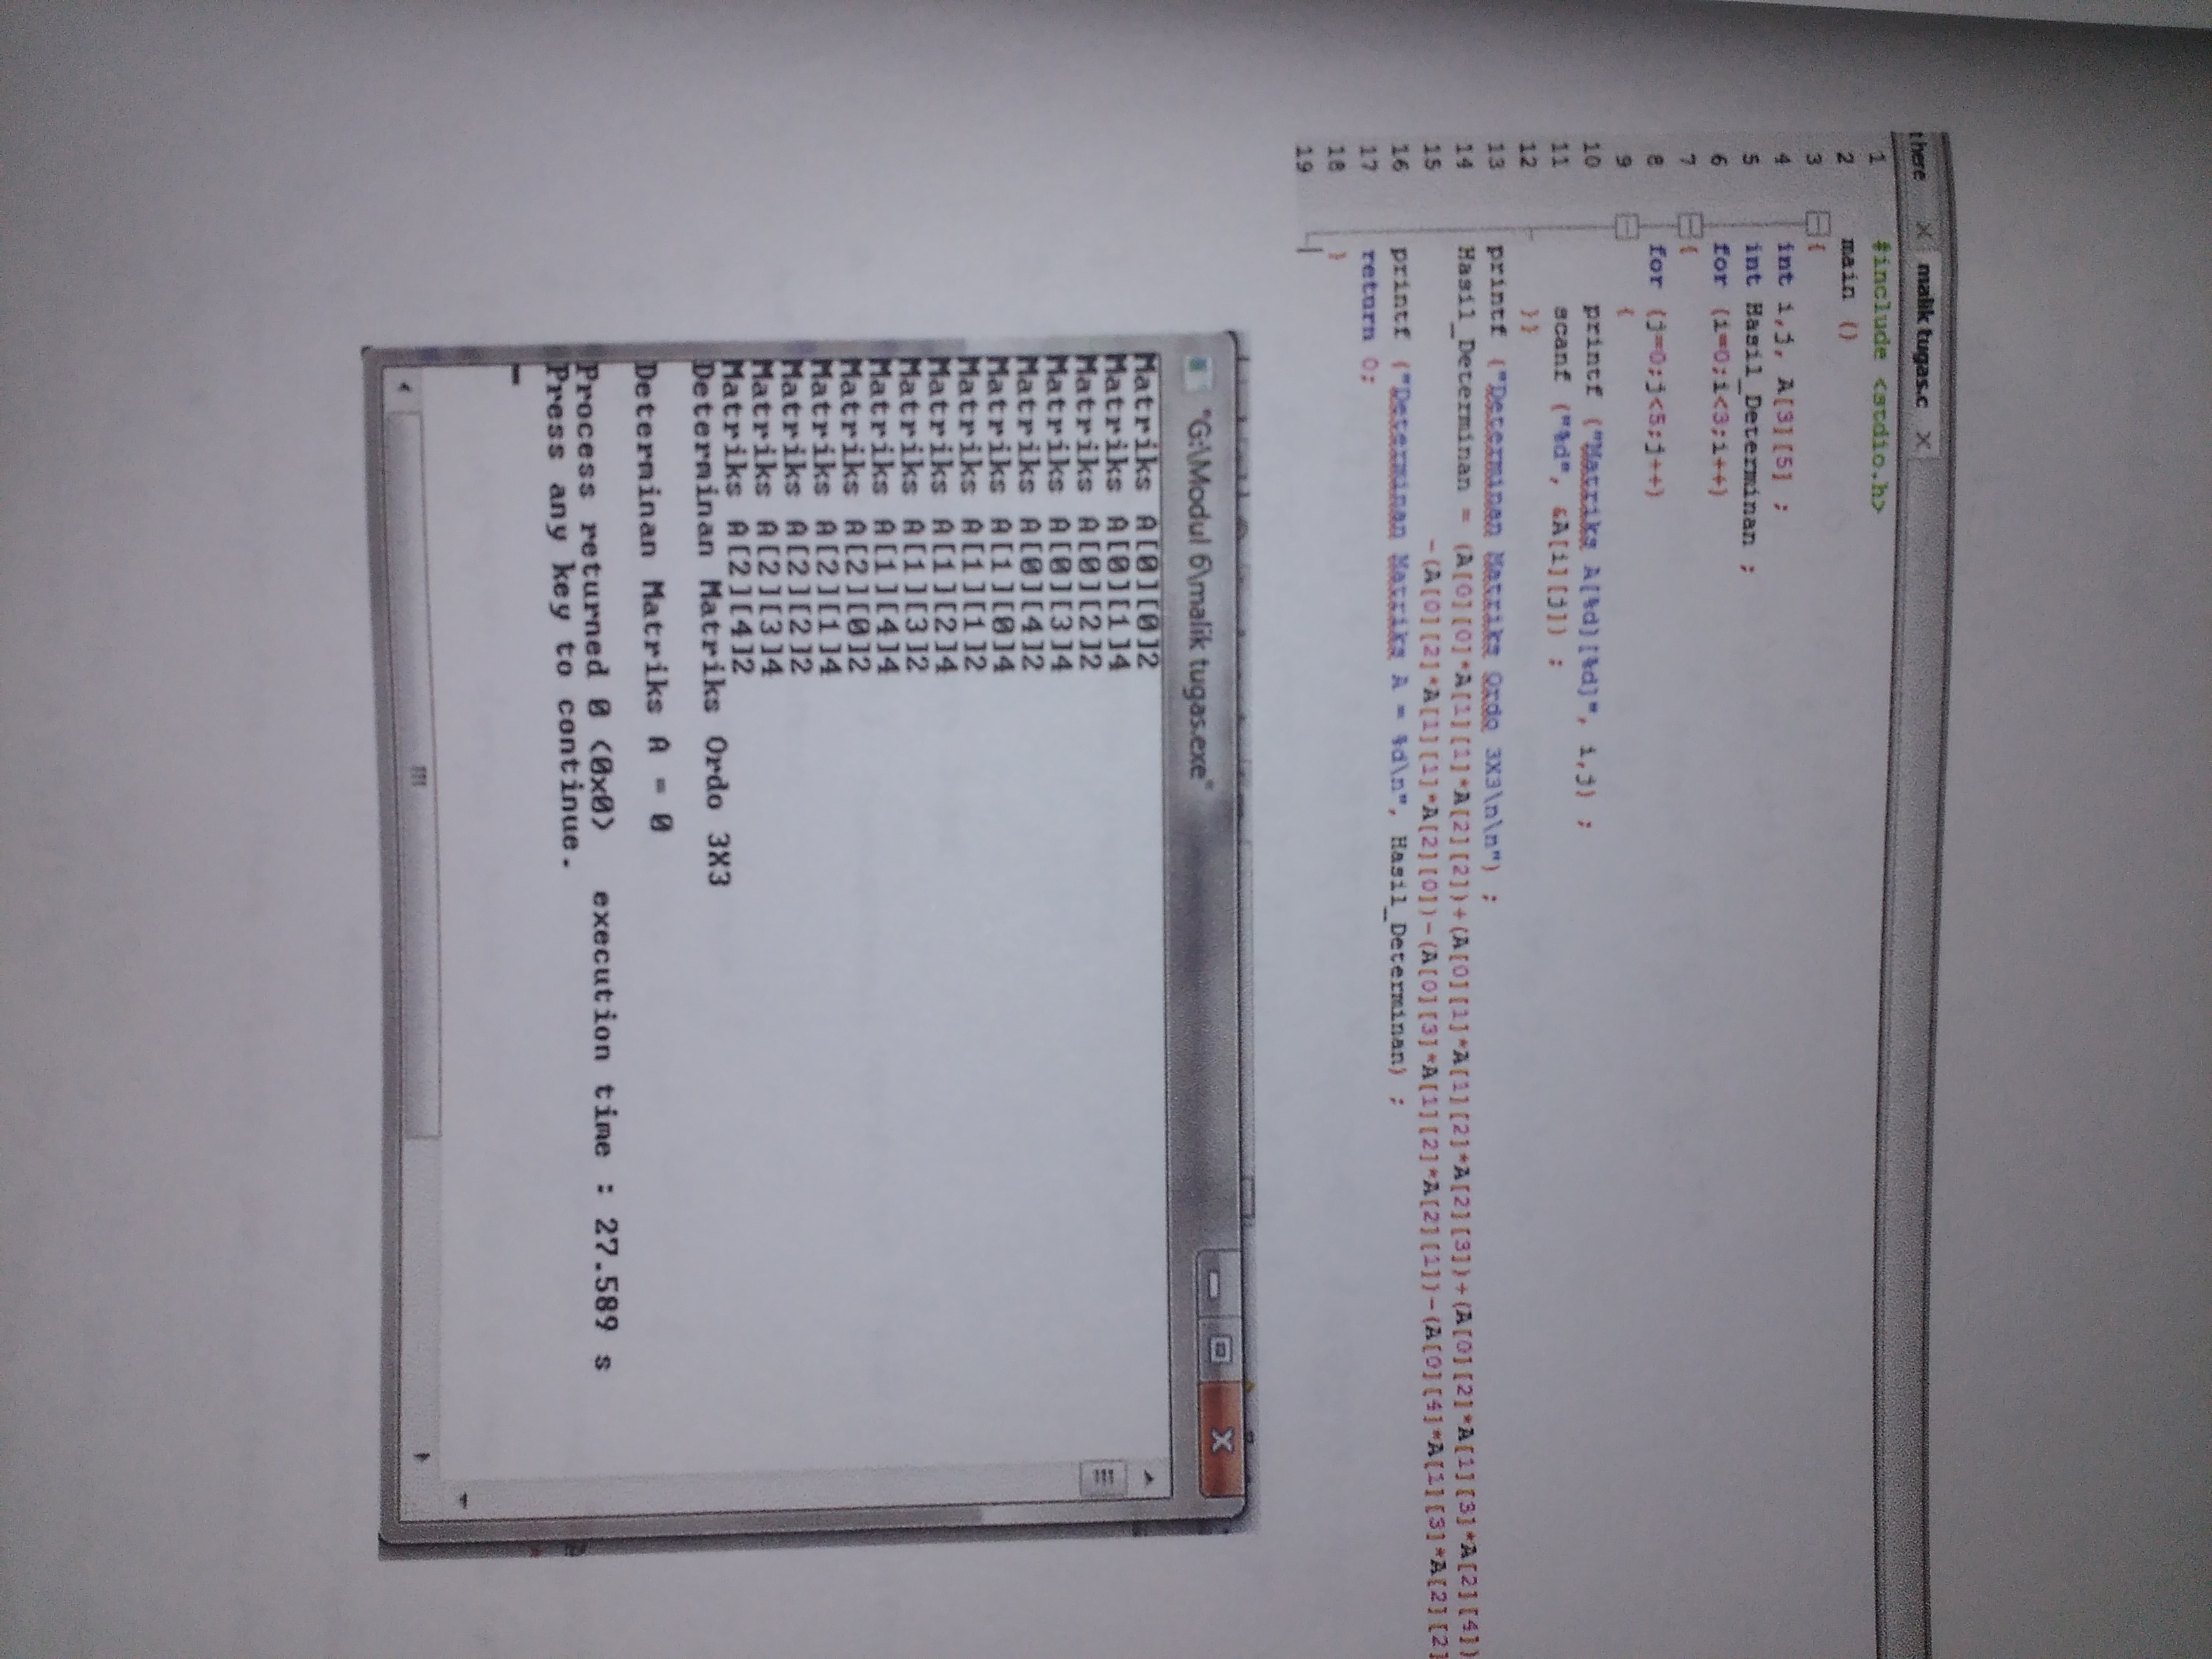 there × malik tugas.c ×
1 #include <stdio.h>
2 main ()
3 {
4 int i,j, A[3][5] ;
5 int Hasil_Determinan ;
6 for (i=0;i<3;i++)
7 {
8 for (j=0;j<5;j++)
9 {
10 printf ("Matriks A[%d][%d]", i,j) ;
11 scanf ("%d", &A[i][j]) ;
12 }}
13 printf ("Determinan Matriks Ordo 3X3\n\n") ;
14 Hasil_Determinan = (A[0][0]*A[1][1]*A[2][2])+(A[0][1]*A[1][2]*A[2][3])+(A[0][2]*A[1][3]*A[2][4])
15 -(A[0][2]*A[1][1]*A[2][0])-(A[0][3]*A[1][2]*A[2][1])-(A[0][4]*A[1][3]*A[2][2]
16 printf ("Determinan Matriks A = %d\n", Hasil_Determinan) ;
17 return 0;
18 }
19
"G:\Modul 6\malik tugas.exe"
Matriks A[0][0]2
Matriks A[0][1]4
Matriks A[0][2]2
Matriks A[0][3]4
Matriks A[0][4]2
Matriks A[1][0]4
Matriks A[1][1]2
Matriks A[1][2]4
Matriks A[1][3]2
Matriks A[1][4]4
Matriks A[2][0]2
Matriks A[2][1]4
Matriks A[2][2]2
Matriks A[2][3]4
Matriks A[2][4]2
Determinan Matriks Ordo 3X3
Determinan Matriks A = 0
Process returned 0 (0x0) execution time : 27.589 s
Press any key to continue.